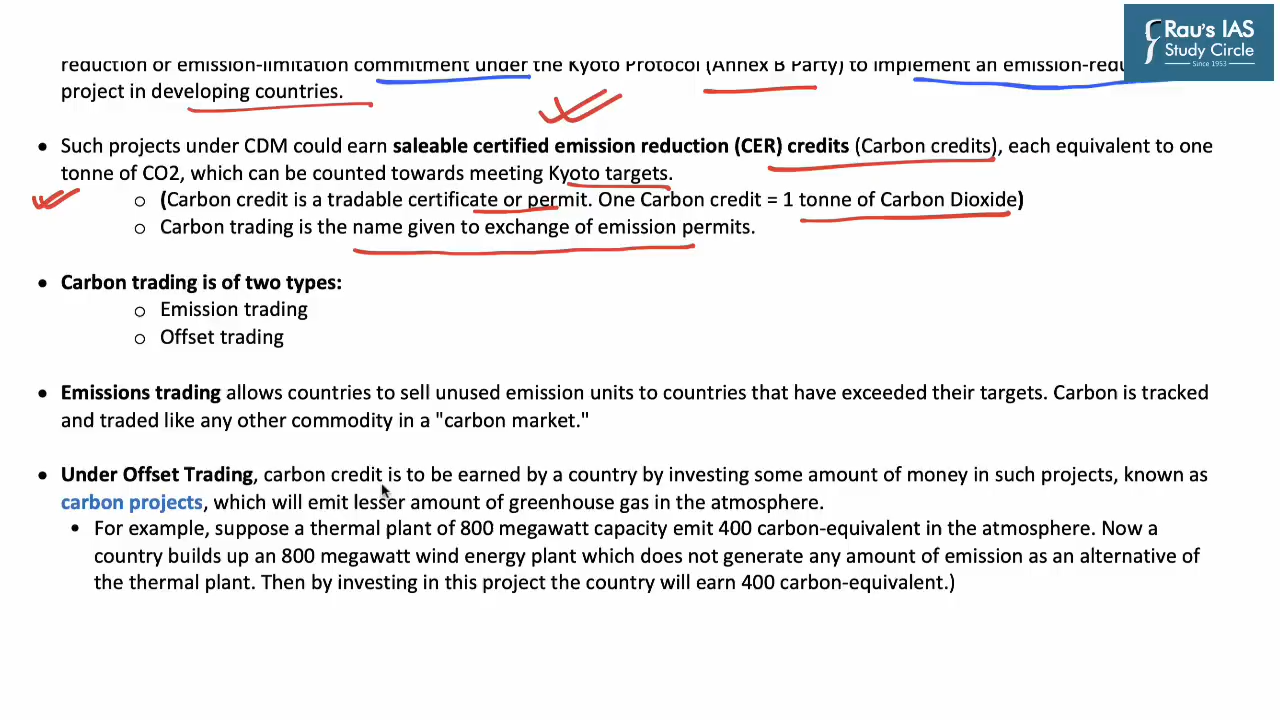 Rau's IAS
Study Circle
Since 1953
reduction or emission-limitation commitment under the Kyoto Protocol (Annex B Party) to implement an emission-redu
project in developing countries.
• Such projects under CDM could earn saleable certified emission reduction (CER) credits (Carbon credits), each equivalent to one
tonne of CO2, which can be counted towards meeting Kyoto targets.
o (Carbon credit is a tradable certificate or permit. One Carbon credit = 1 tonne of Carbon Dioxide)
o Carbon trading is the name given to exchange of emission permits.
• Carbon trading is of two types:
o Emission trading
o Offset trading
• Emissions trading allows countries to sell unused emission units to countries that have exceeded their targets. Carbon is tracked
and traded like any other commodity in a "carbon market."
• Under Offset Trading, carbon credit is to be earned by a country by investing some amount of money in such projects, known as
carbon projects, which will emit lesser amount of greenhouse gas in the atmosphere.
• For example, suppose a thermal plant of 800 megawatt capacity emit 400 carbon-equivalent in the atmosphere. Now a
country builds up an 800 megawatt wind energy plant which does not generate any amount of emission as an alternative of
the thermal plant. Then by investing in this project the country will earn 400 carbon-equivalent.)